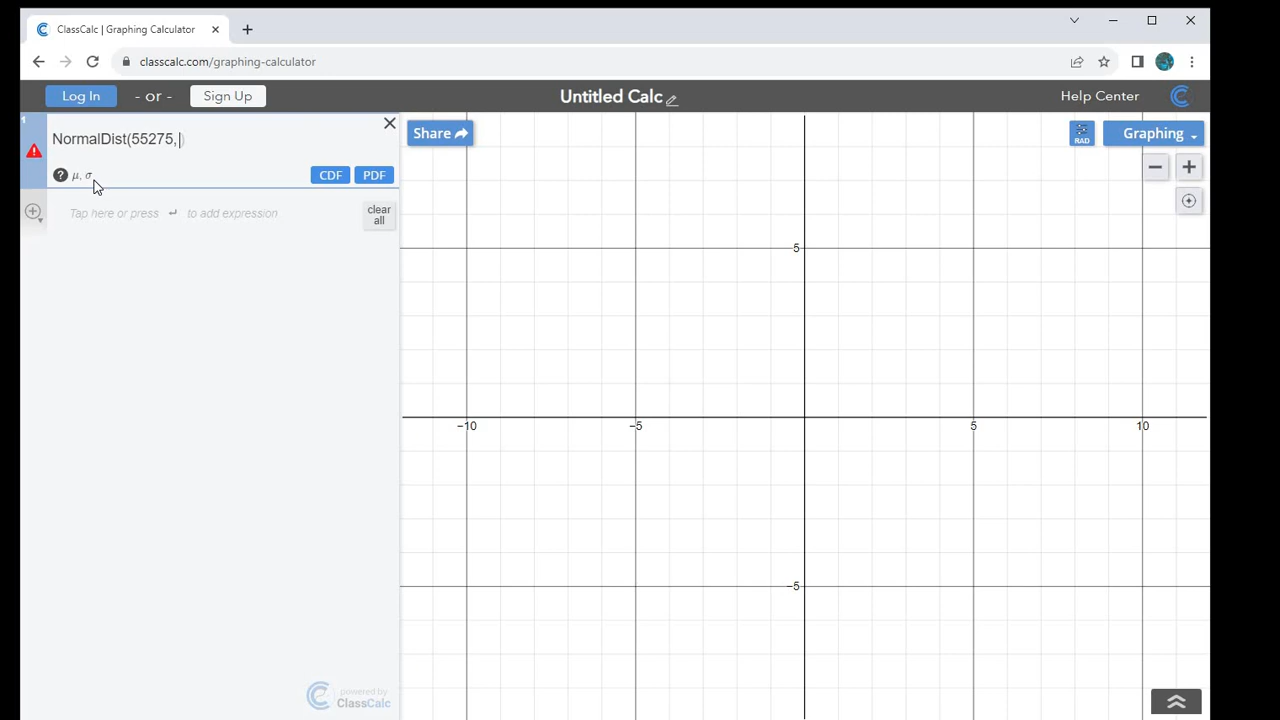 ClassCalc | Graphing Calculator
classcalc.com/graphing-calculator
Log In - or - Sign Up
Untitled Calc
Help Center
1
NormalDist(55275,)
μ, σ
CDF PDF
Tap here or press ↵ to add expression
clear
all
Share
RAD
Graphing
5
−10 −5 5 10
−5
powered by
ClassCalc